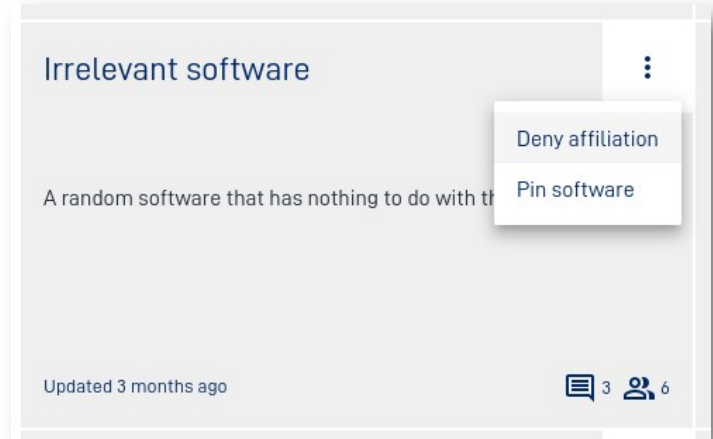 Irrelevant software
Deny affiliation
A random software that has nothing to do with
Pin software
Updated 3 months ago
3 6